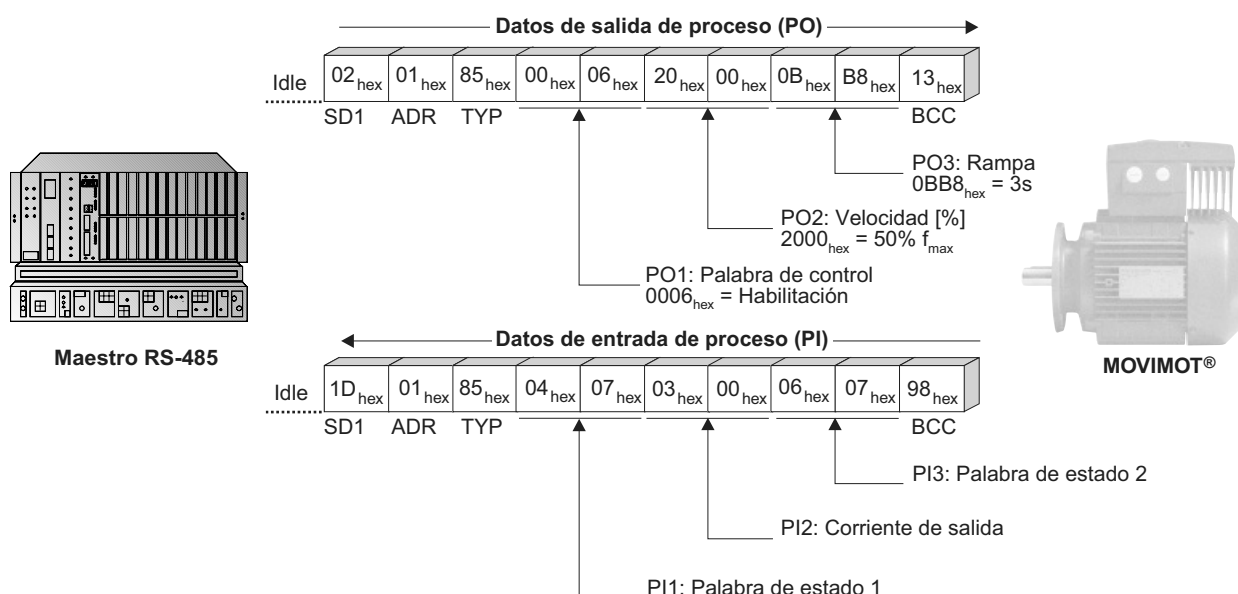 Datos de salida de proceso (PO)
Idle 02hex 01hex 85hex 00hex 06hex 20hex 00hex 0Bhex B8hex 13hex
SD1 ADR TYP BCC
PO3: Rampa
0BB8hex = 3s
PO2: Velocidad [%]
2000hex = 50% fmax
PO1: Palabra de control
0006hex = Habilitación
Maestro RS-485
MOVIMOT®
Datos de entrada de proceso (PI)
Idle 1Dhex 01hex 85hex 04hex 07hex 03hex 00hex 06hex 07hex 98hex
SD1 ADR TYP BCC
PI3: Palabra de estado 2
PI2: Corriente de salida
PI1: Palabra de estado 1